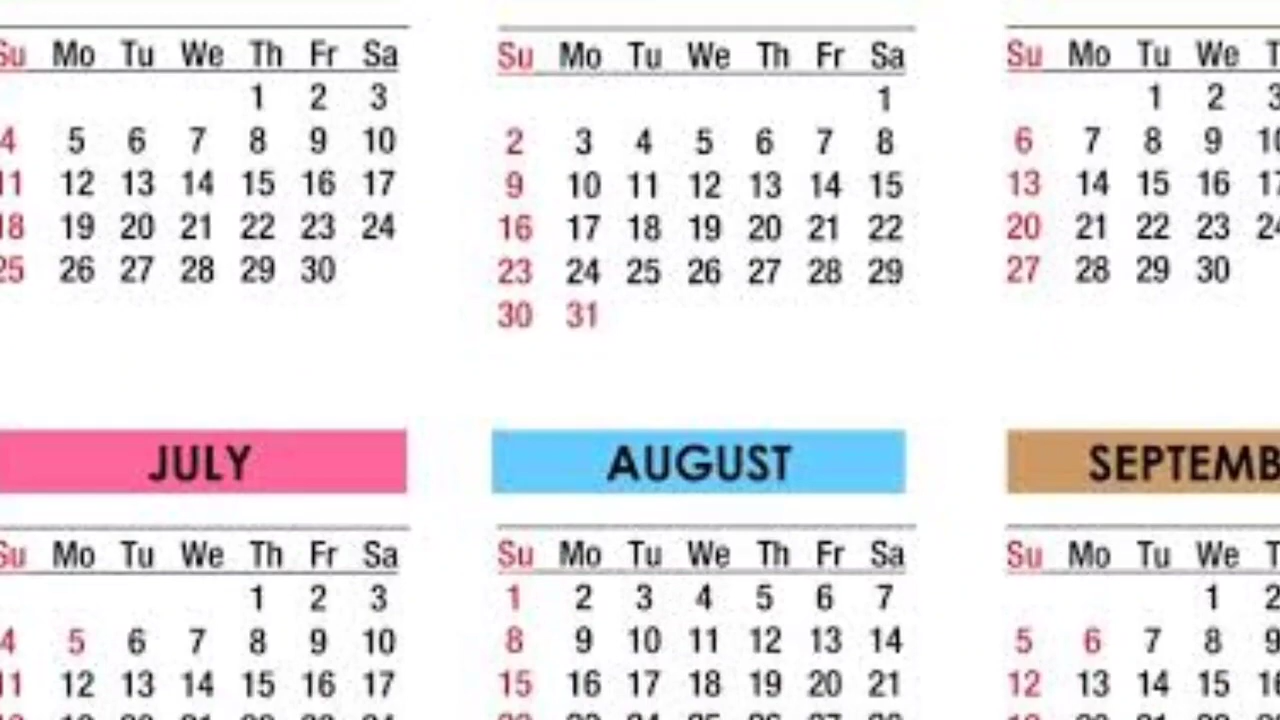 Su Mo Tu We Th Fr Sa
1 2 3
4 5 6 7 8 9 10
11 12 13 14 15 16 17
18 19 20 21 22 23 24
25 26 27 28 29 30
Su Mo Tu We Th Fr Sa
1
2 3 4 5 6 7 8
9 10 11 12 13 14 15
16 17 18 19 20 21 22
23 24 25 26 27 28 29
30 31
Su Mo Tu We T
1 2 3
6 7 8 9 10
13 14 15 16 17
20 21 22 23 24
27 28 29 30
JULY
Su Mo Tu We Th Fr Sa
1 2 3
4 5 6 7 8 9 10
11 12 13 14 15 16 17
AUGUST
Su Mo Tu We Th Fr Sa
1 2 3 4 5 6 7
8 9 10 11 12 13 14
15 16 17 18 19 20 21
SEPTEMB
Su Mo Tu We T
1 2
5 6 7 8 9
12 13 14 15 16